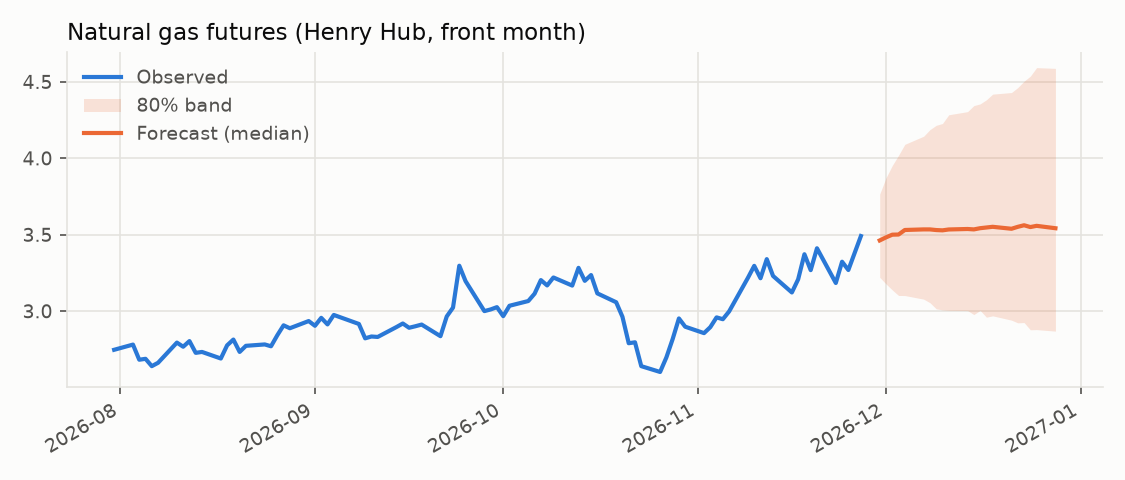 Natural gas futures (Henry Hub, front month)
Observed
80% band
Forecast (median)
4.5
4.0
3.5
3.0
2026-08
2026-09
2026-10
2026-11
2026-12
2027-01